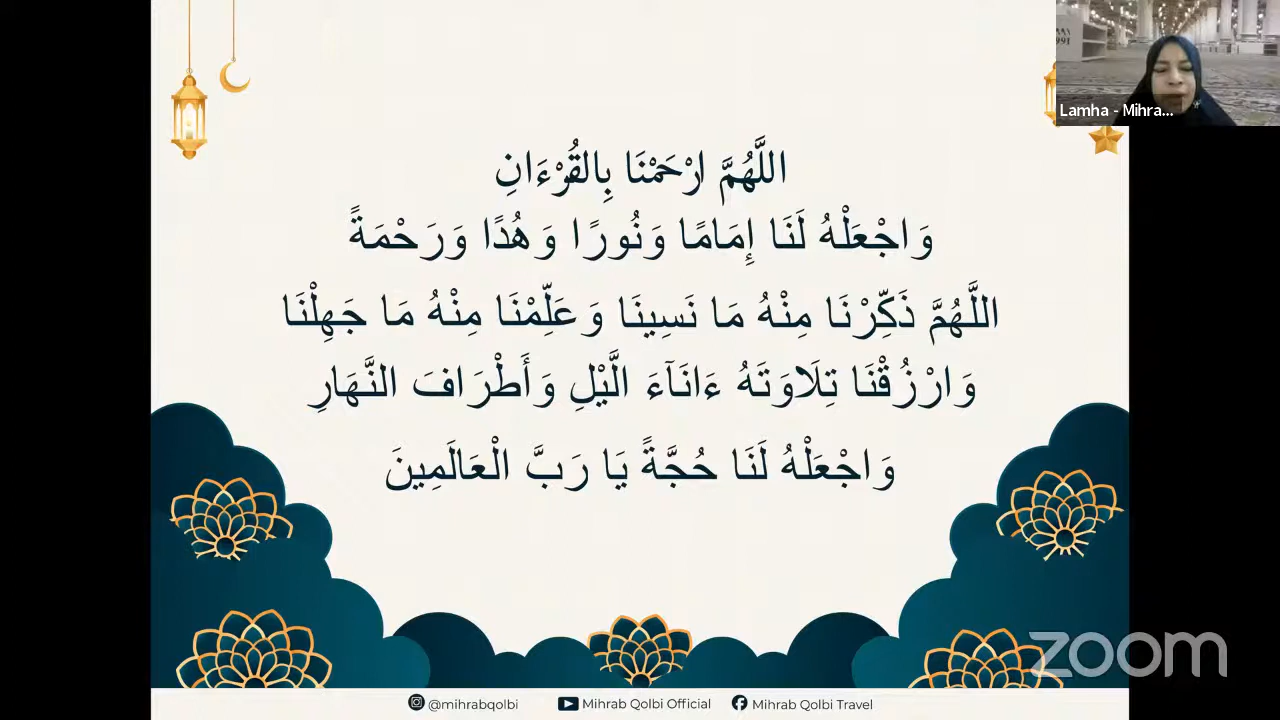 اللَّهُمَّ ارْحَمْنَا بِالقُرْءَانِ
وَاجْعَلْهُ لَنَا إِمَامًا وَنُورًا وَهُدًا وَرَحْمَةً
اللَّهُمَّ ذَكِّرْنَا مِنْهُ مَا نَسِينَا وَعَلِّمْنَا مِنْهُ مَا جَهِلْنَا
وَارْزُقْنَا تِلَاوَتَهُ ءَانَآءَ الَّيْلِ وَأَطْرَافَ النَّهَارِ
وَاجْعَلْهُ لَنَا حُجَّةً يَا رَبَّ الْعَالَمِينَ
Lamha - Mihra...
zoom
@mihrabqolbi
Mihrab Qolbi Official
Mihrab Qolbi Travel